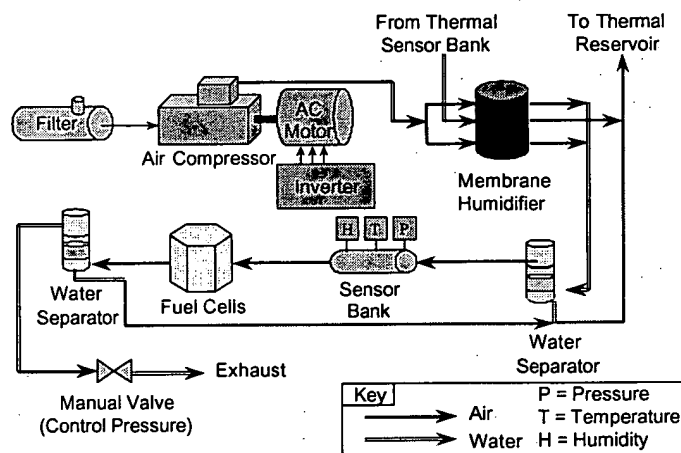 From Thermal
Sensor Bank
To Thermal
Reservoir
Filter
AC
Motor
Air Compressor
Inverter
Membrane
Humidifier
H T P
Water
Separator
Fuel Cells
Sensor
Bank
Water
Separator
Exhaust
Manual Valve
(Control Pressure)
Key
Air
Water
P = Pressure
T = Temperature
H = Humidity